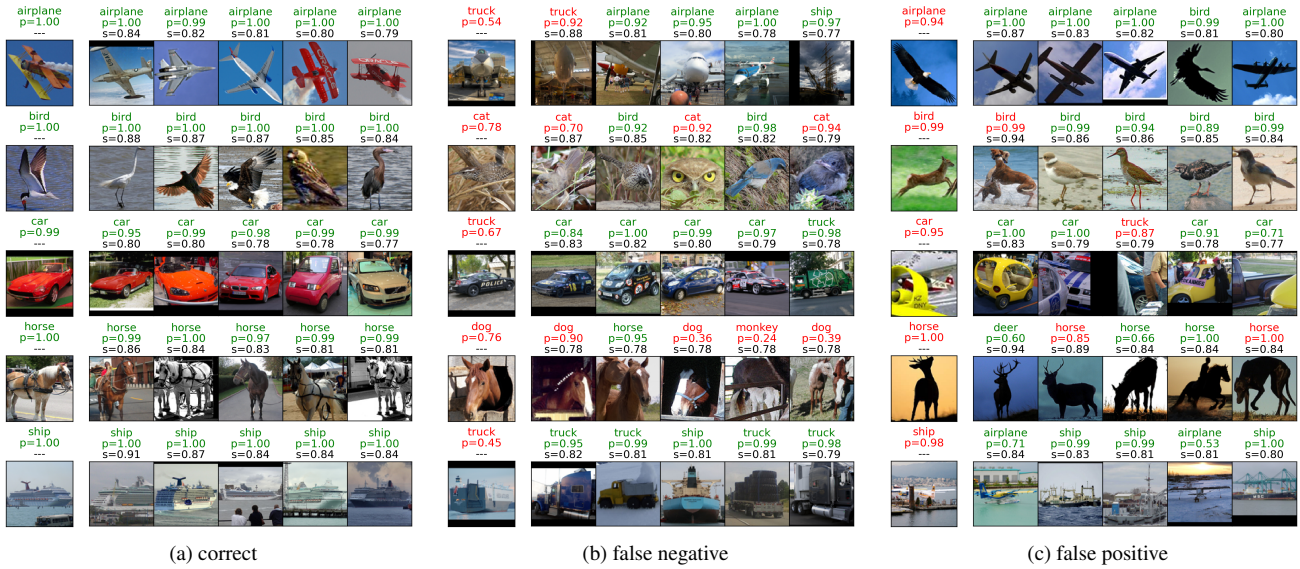 airplane airplane airplane airplane airplane airplane
p=1.00 p=1.00 p=0.99 p=1.00 p=1.00 p=1.00
--- s=0.84 s=0.82 s=0.81 s=0.80 s=0.79
bird bird bird bird bird bird
p=1.00 p=1.00 p=1.00 p=1.00 p=1.00 p=1.00
--- s=0.88 s=0.87 s=0.87 s=0.85 s=0.84
car car car car car car
p=0.99 p=0.95 p=0.99 p=0.98 p=0.99 p=0.99
--- s=0.80 s=0.80 s=0.78 s=0.78 s=0.77
horse horse horse horse horse horse
p=1.00 p=0.99 p=1.00 p=0.97 p=0.99 p=0.99
--- s=0.86 s=0.84 s=0.83 s=0.81 s=0.81
ship ship ship ship ship ship
p=1.00 p=1.00 p=1.00 p=1.00 p=1.00 p=1.00
--- s=0.91 s=0.87 s=0.84 s=0.84 s=0.84
(a) correct
truck truck airplane airplane airplane ship
p=0.54 p=0.92 p=0.92 p=0.95 p=1.00 p=0.97
--- s=0.88 s=0.81 s=0.80 s=0.78 s=0.77
cat cat bird cat bird cat
p=0.78 p=0.70 p=0.92 p=0.92 p=0.98 p=0.94
--- s=0.87 s=0.85 s=0.82 s=0.82 s=0.79
truck car car car car truck
p=0.67 p=0.84 p=1.00 p=0.99 p=0.97 p=0.98
--- s=0.83 s=0.82 s=0.80 s=0.79 s=0.78
POLICE
dog dog horse dog monkey dog
p=0.76 p=0.90 p=0.95 p=0.36 p=0.24 p=0.39
--- s=0.78 s=0.78 s=0.78 s=0.78 s=0.78
truck truck truck ship truck truck
p=0.45 p=0.95 p=0.99 p=1.00 p=0.99 p=0.98
--- s=0.82 s=0.81 s=0.81 s=0.81 s=0.79
(b) false negative
airplane airplane airplane airplane bird airplane
p=0.94 p=1.00 p=1.00 p=1.00 p=0.99 p=1.00
--- s=0.87 s=0.83 s=0.82 s=0.81 s=0.80
bird bird bird bird bird bird
p=0.99 p=0.99 p=0.99 p=0.94 p=0.89 p=0.99
--- s=0.94 s=0.86 s=0.86 s=0.85 s=0.84
car car car truck car car
p=0.95 p=1.00 p=1.00 p=0.87 p=0.91 p=0.71
--- s=0.83 s=0.79 s=0.79 s=0.78 s=0.77
horse deer horse horse horse horse
p=1.00 p=0.60 p=0.85 p=0.66 p=1.00 p=1.00
--- s=0.94 s=0.89 s=0.84 s=0.84 s=0.84
ship airplane ship ship airplane ship
p=0.98 p=0.71 p=0.99 p=0.99 p=0.53 p=1.00
--- s=0.84 s=0.83 s=0.81 s=0.81 s=0.80
(c) false positive